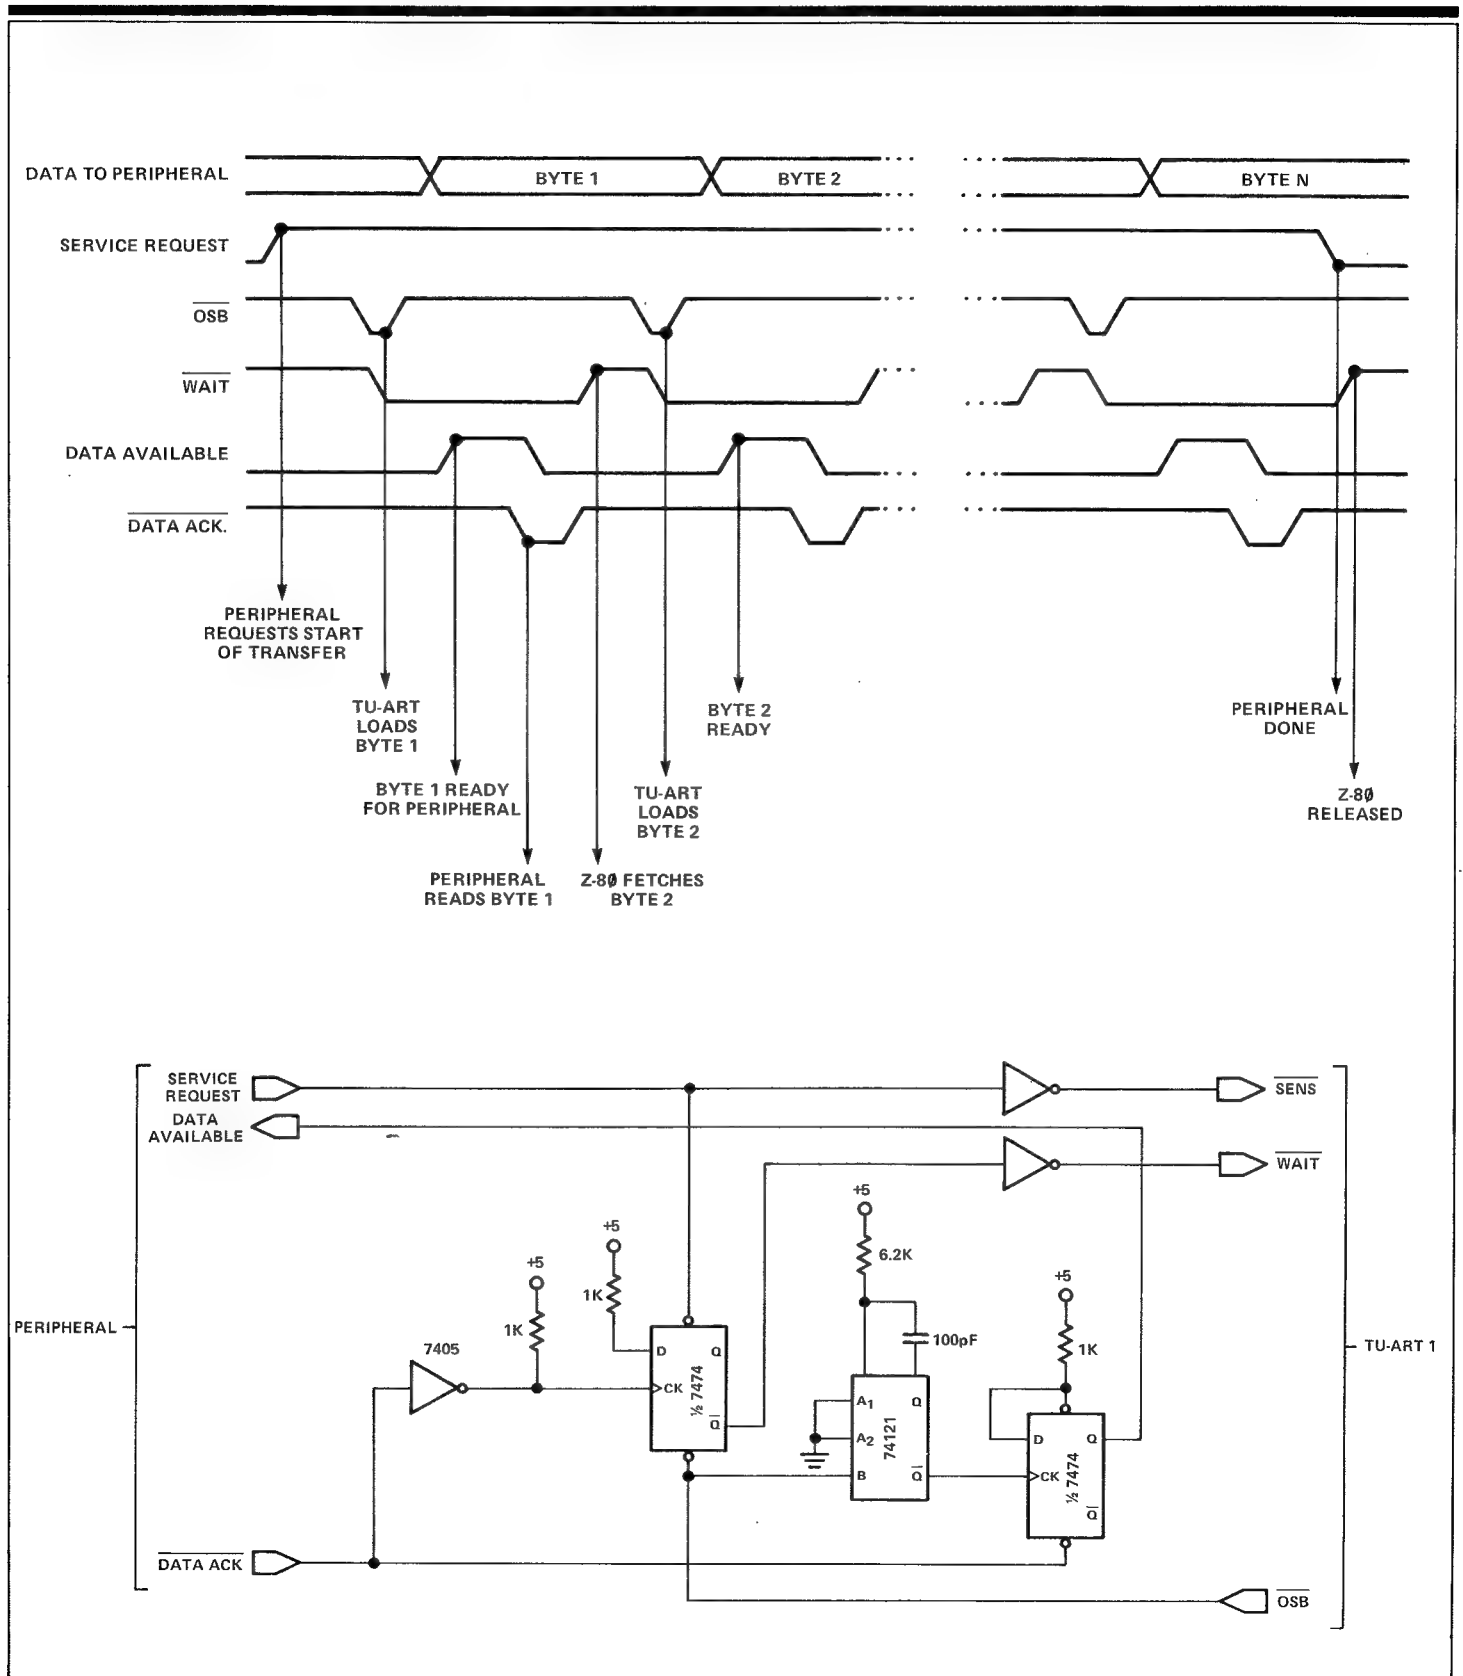 DATA TO PERIPHERAL
BYTE 1
BYTE 2
BYTE N
SERVICE REQUEST
OSB
WAIT
DATA AVAILABLE
DATA ACK.
PERIPHERAL
REQUESTS START
OF TRANSFER
TU-ART
LOADS
BYTE 1
BYTE 1 READY
FOR PERIPHERAL
PERIPHERAL
READS BYTE 1
Z-80 FETCHES
BYTE 2
TU-ART
LOADS
BYTE 2
BYTE 2
READY
PERIPHERAL
DONE
Z-80
RELEASED
SERVICE
REQUEST
DATA
AVAILABLE
SENS
WAIT
+5
6.2K
+5
1K
+5
1K
+5
1K
100pF
PERIPHERAL
7405
D
Q
CK
½ 7474
Q
A1
Q
A2
74121
B
Q
D
Q
CK
½ 7474
Q
TU-ART 1
DATA ACK
OSB